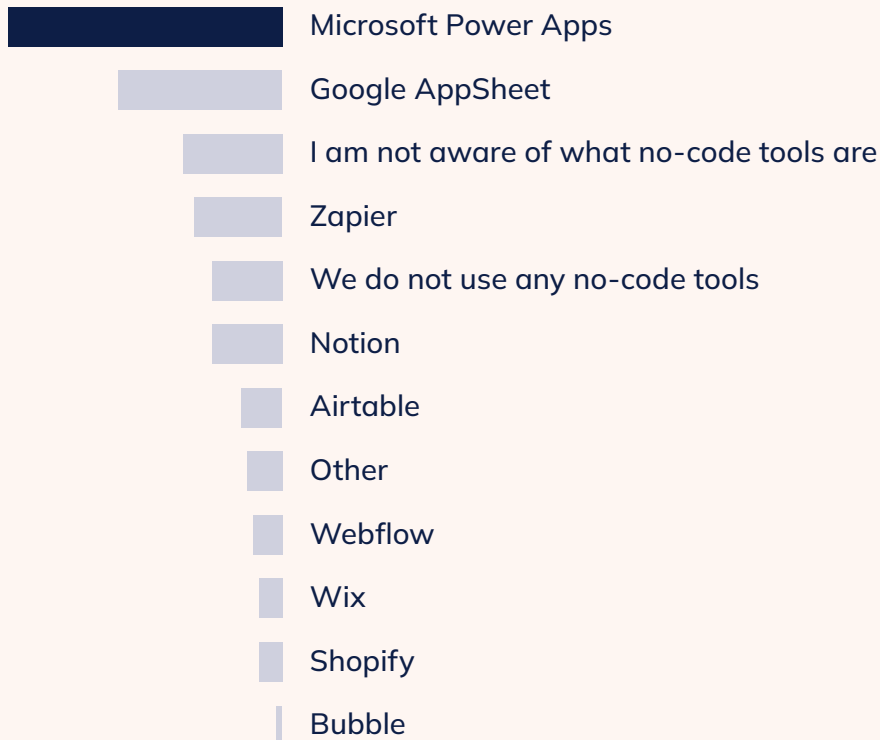 Microsoft Power Apps
Google AppSheet
I am not aware of what no-code tools are
Zapier
We do not use any no-code tools
Notion
Airtable
Other
Webflow
Wix
Shopify
Bubble